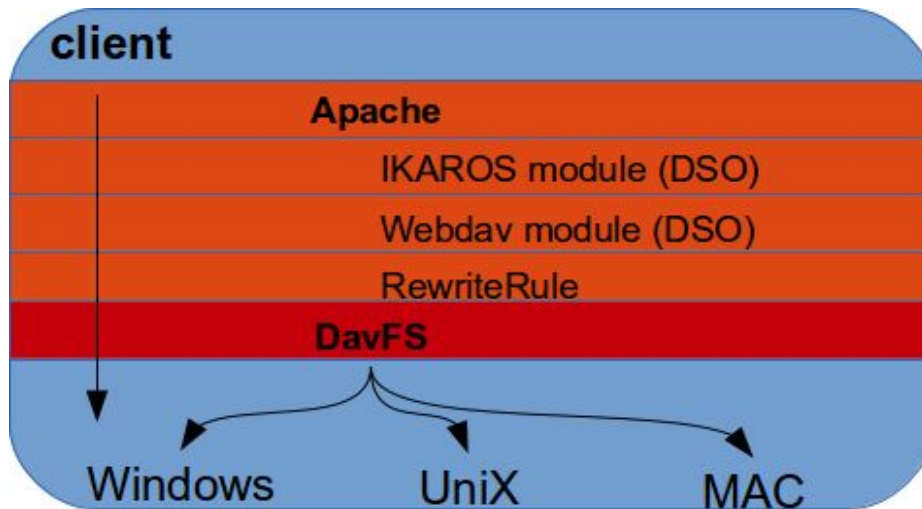 client
Apache
IKAROS module (DSO)
Webdav module (DSO)
RewriteRule
DavFS
Windows
UniX
MAC